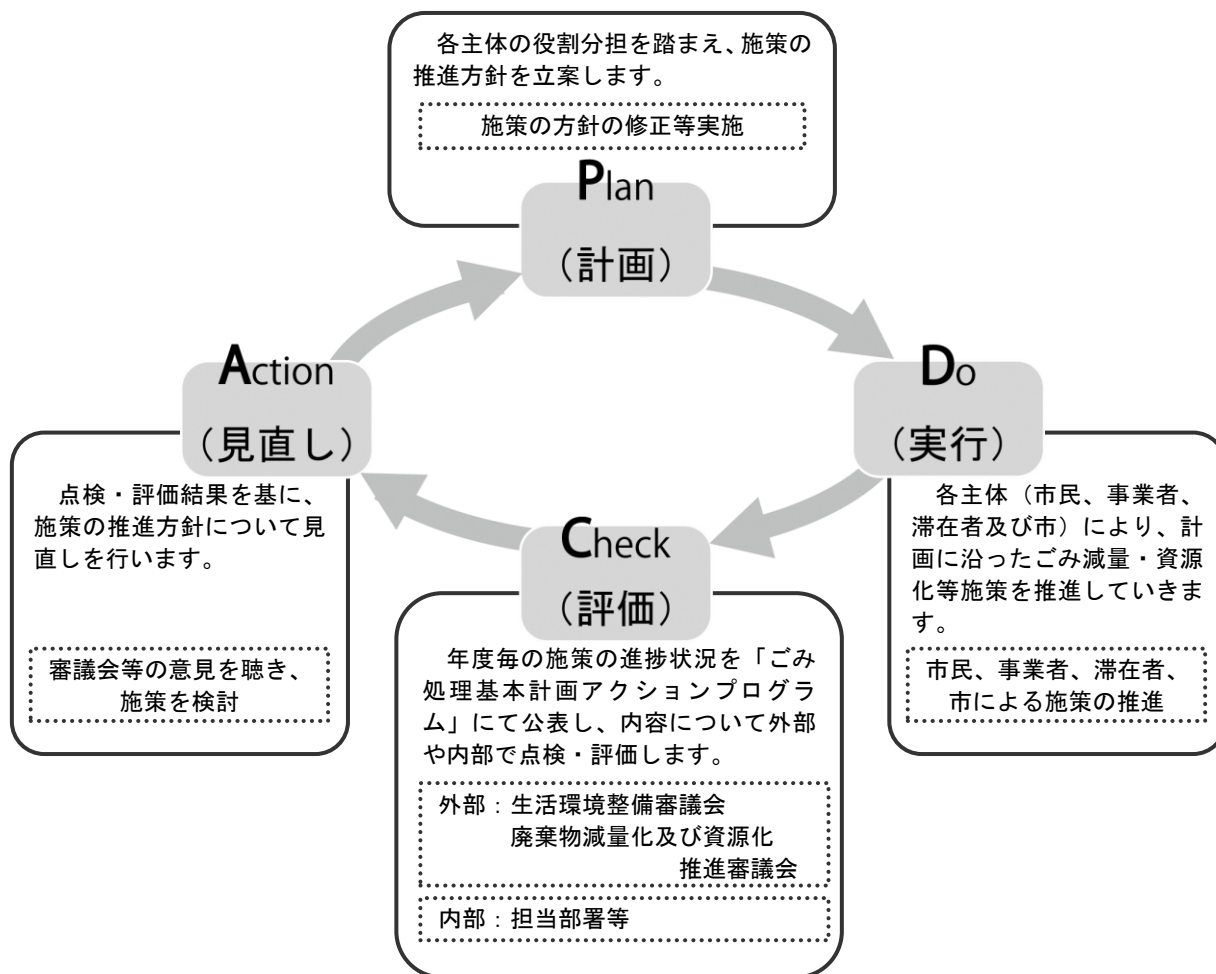 各主体の役割分担を踏まえ、施策の
推進方針を立案します。
施策の方針の修正等実施
Plan
（計画）
Do
（実行）
各主体（市民、事業者、
滞在者及び市）により、計
画に沿ったごみ減量・資源
化等施策を推進していきま
す。
市民、事業者、滞在者、
市による施策の推進
Check
（評価）
年度毎の施策の進捗状況を「ごみ
処理基本計画アクションプログラ
ム」にて公表し、内容について外部
や内部で点検・評価します。
外部：生活環境整備審議会
廃棄物減量化及び資源化
推進審議会
内部：担当部署等
Action
（見直し）
点検・評価結果を基に、
施策の推進方針について見
直しを行います。
審議会等の意見を聴き、
施策を検討